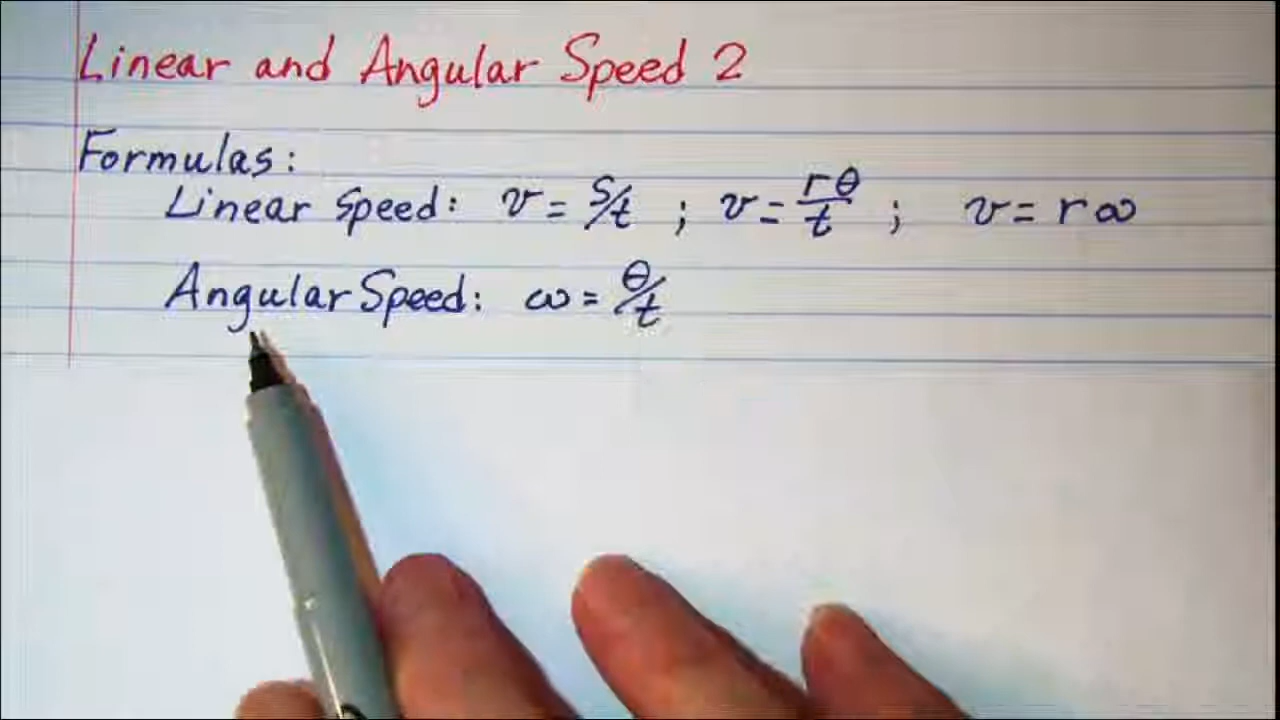 Linear and Angular Speed 2
Formulas:
Linear Speed: v = s/t ; v = rθ/t ; v = rω
Angular Speed: ω = θ/t